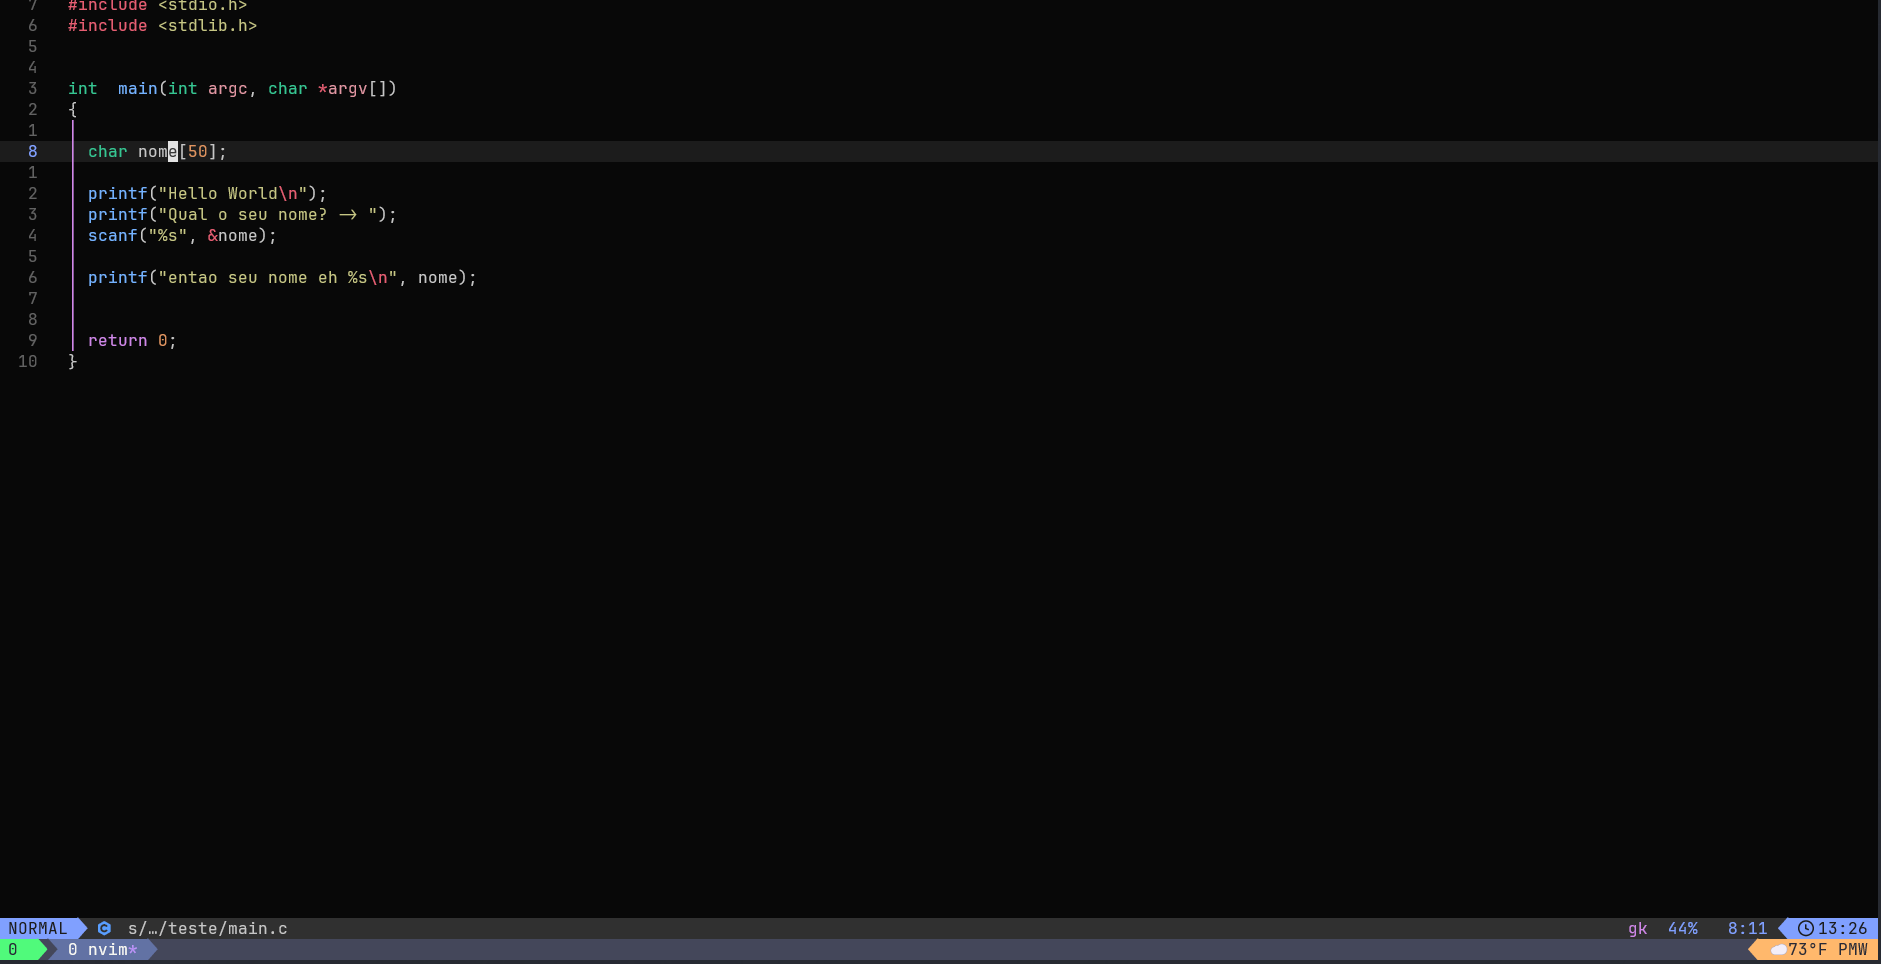 7 #include <stdio.h>
6 #include <stdlib.h>
5
4
3 int  main(int argc, char *argv[])
2 {
1
8   char nome[50];
1
2   printf("Hello World\n");
3   printf("Qual o seu nome? -> ");
4   scanf("%s", &nome);
5
6   printf("entao seu nome eh %s\n", nome);
7
8
9   return 0;
10 }
NORMAL s/…/teste/main.c gk 44% 8:11 13:26
0 0 nvim* 73°F PMW